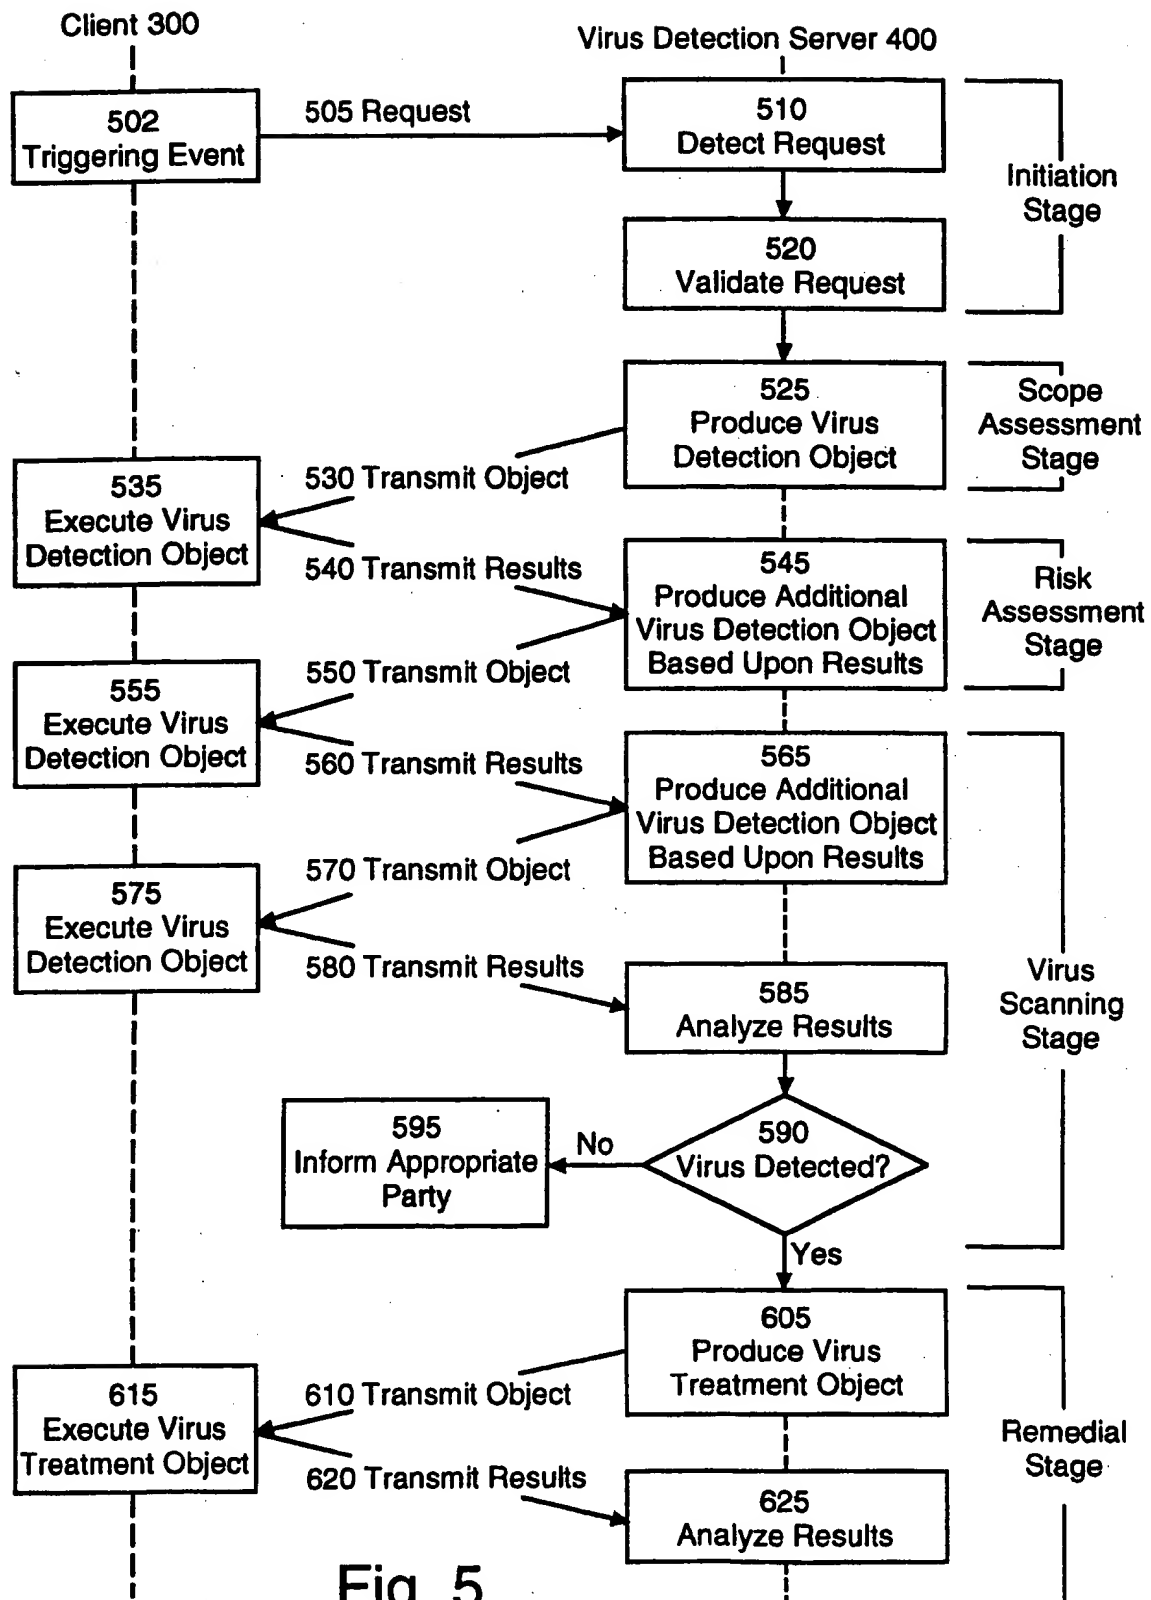 Client 300
Virus Detection Server 400
502
Triggering Event
505 Request
510
Detect Request
Initiation
Stage
520
Validate Request
525
Produce Virus
Detection Object
Scope
Assessment
Stage
530 Transmit Object
535
Execute Virus
Detection Object
540 Transmit Results
545
Produce Additional
Virus Detection Object
Based Upon Results
Risk
Assessment
Stage
550 Transmit Object
555
Execute Virus
Detection Object
560 Transmit Results
565
Produce Additional
Virus Detection Object
Based Upon Results
570 Transmit Object
575
Execute Virus
Detection Object
580 Transmit Results
585
Analyze Results
Virus
Scanning
Stage
590
Virus Detected?
No
595
Inform Appropriate
Party
Yes
605
Produce Virus
Treatment Object
610 Transmit Object
615
Execute Virus
Treatment Object
620 Transmit Results
625
Analyze Results
Remedial
Stage
Fig. 5